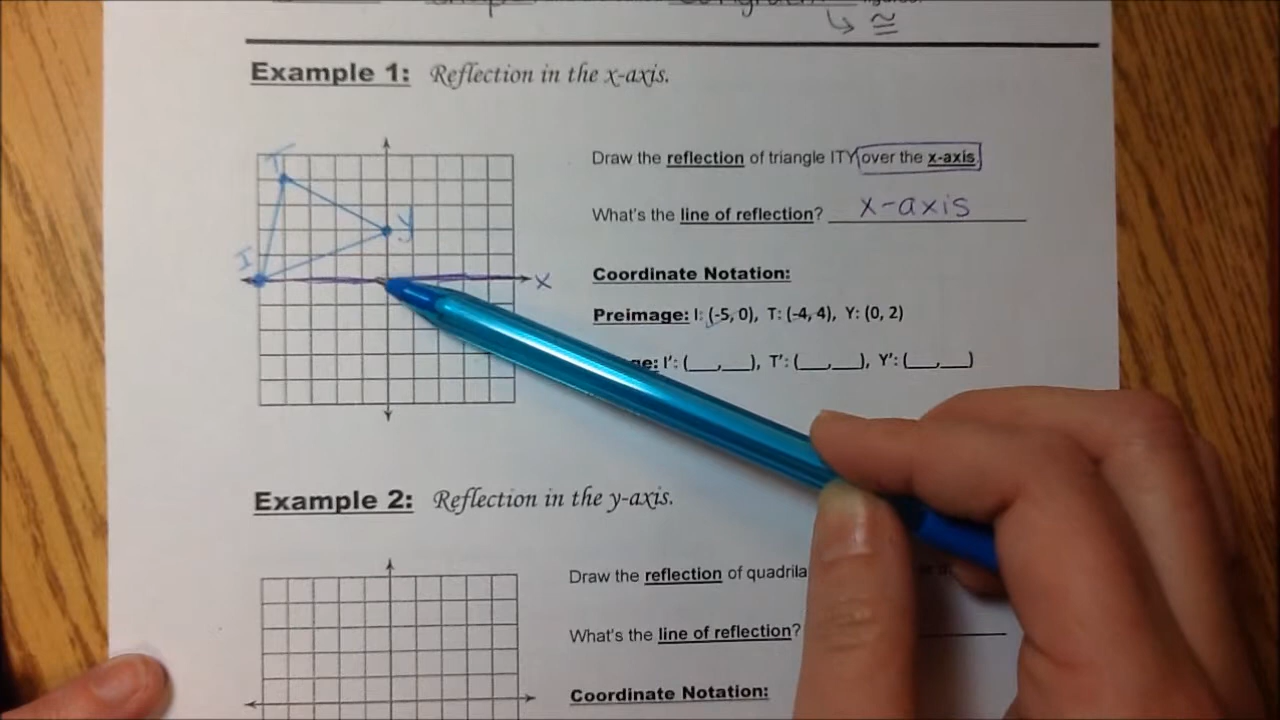 figures.
↳ ≅
Example 1: Reflection in the x-axis.
T
Y
I
X
Draw the reflection of triangle ITY over the x-axis
What's the line of reflection? x-axis
Coordinate Notation:
Preimage: I: (-5, 0), T: (-4, 4), Y: (0, 2)
ge: I': (___,___), T': (___,___), Y': (___,___)
Example 2: Reflection in the y-axis.
Draw the reflection of quadrila
What's the line of reflection?
Coordinate Notation: